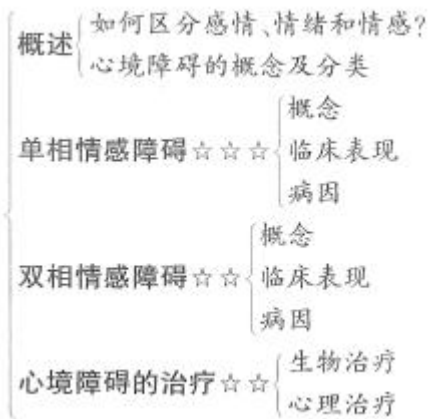 如何区分感情、情绪和情感?
概述
心境障碍的概念及分类
概念
单相情感障碍☆☆☆ 临床表现
病因
概念
双相情感障碍☆☆ 临床表现
病因
生物治疗
心境障碍的治疗☆☆
心理治疗